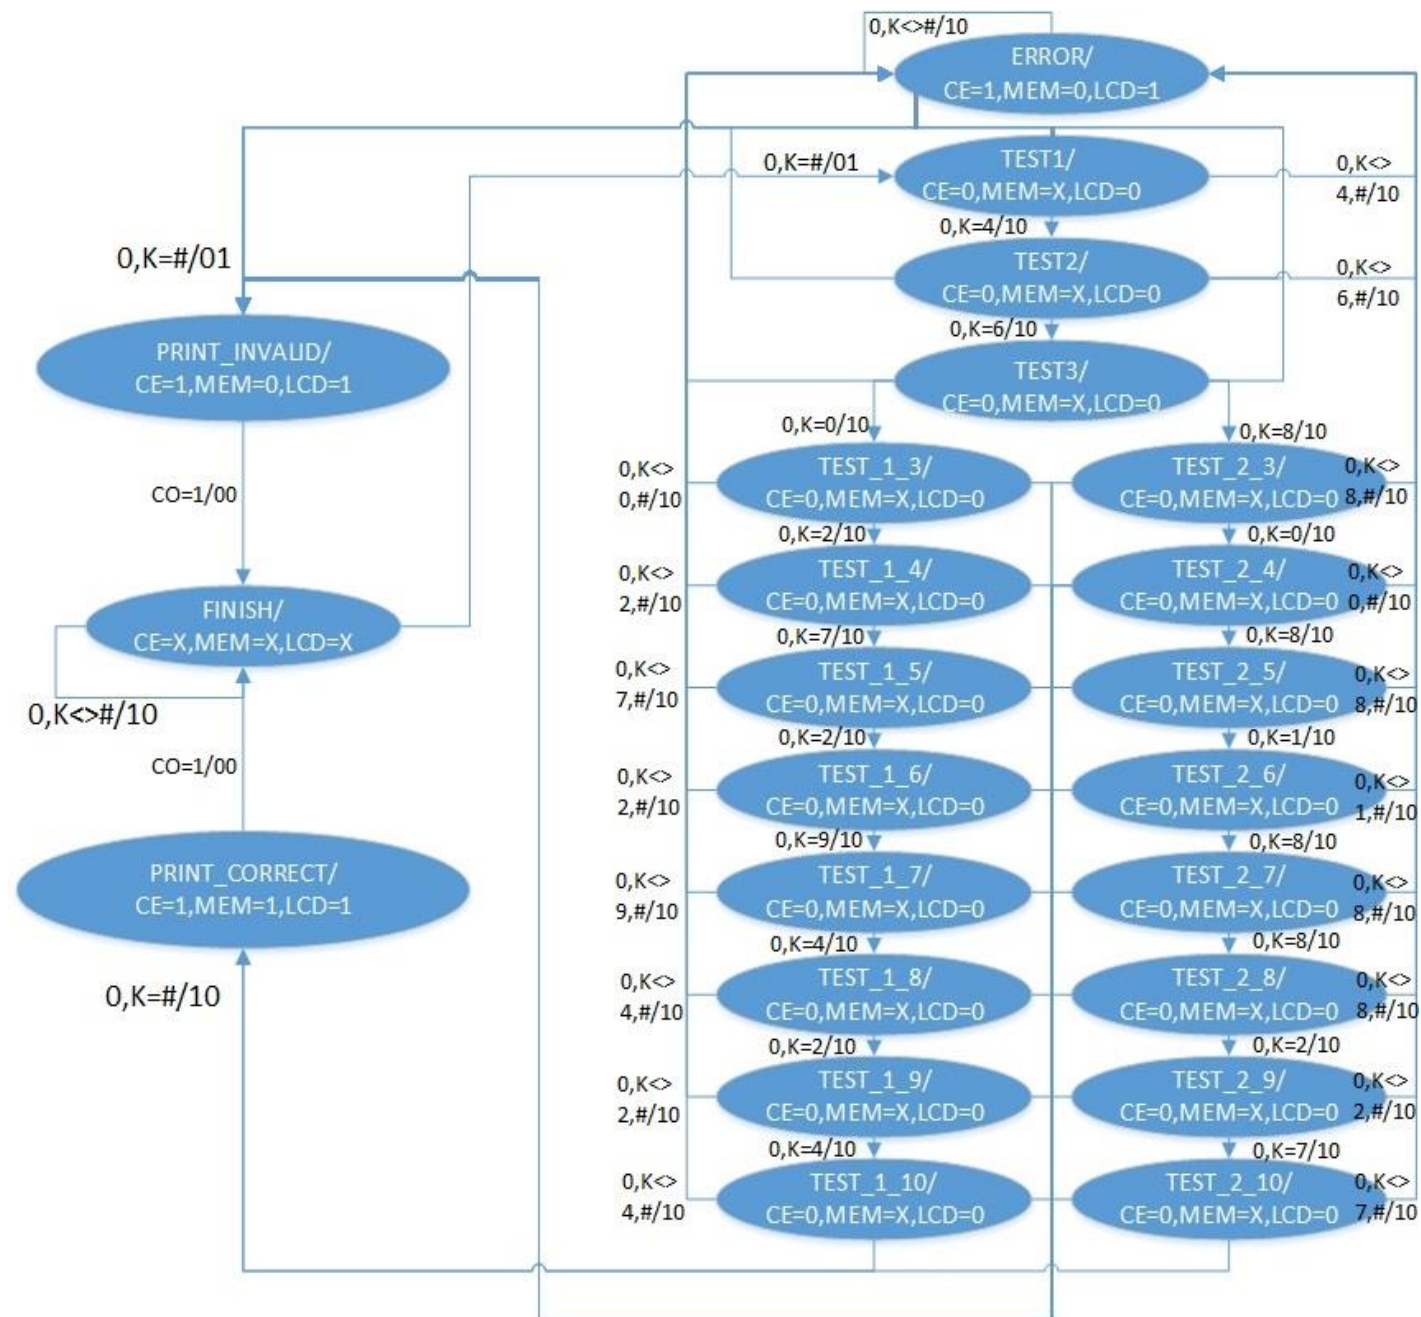 0,K<>#/10
ERROR/
CE=1,MEM=0,LCD=1
0,K=#/01
TEST1/
CE=0,MEM=X,LCD=0
0,K<>
4,#/10
0,K=4/10
0,K=#/01
TEST2/
CE=0,MEM=X,LCD=0
0,K<>
6,#/10
0,K=6/10
PRINT_INVALID/
CE=1,MEM=0,LCD=1
TEST3/
CE=0,MEM=X,LCD=0
0,K=0/10
0,K=8/10
0,K<>
0,#/10
TEST_1_3/
CE=0,MEM=X,LCD=0
TEST_2_3/
CE=0,MEM=X,LCD=0
0,K<>
8,#/10
CO=1/00
0,K=2/10
0,K=0/10
0,K<>
2,#/10
TEST_1_4/
CE=0,MEM=X,LCD=0
TEST_2_4/
CE=0,MEM=X,LCD=0
0,K<>
0,#/10
FINISH/
CE=X,MEM=X,LCD=X
0,K=7/10
0,K=8/10
0,K<>
7,#/10
TEST_1_5/
CE=0,MEM=X,LCD=0
TEST_2_5/
CE=0,MEM=X,LCD=0
0,K<>
8,#/10
0,K<>#/10
0,K=2/10
0,K=1/10
CO=1/00
0,K<>
2,#/10
TEST_1_6/
CE=0,MEM=X,LCD=0
TEST_2_6/
CE=0,MEM=X,LCD=0
0,K<>
1,#/10
0,K=9/10
0,K=8/10
PRINT_CORRECT/
CE=1,MEM=1,LCD=1
0,K<>
9,#/10
TEST_1_7/
CE=0,MEM=X,LCD=0
TEST_2_7/
CE=0,MEM=X,LCD=0
0,K<>
8,#/10
0,K=4/10
0,K=8/10
0,K=#/10
0,K<>
4,#/10
TEST_1_8/
CE=0,MEM=X,LCD=0
TEST_2_8/
CE=0,MEM=X,LCD=0
0,K<>
8,#/10
0,K=2/10
0,K=2/10
0,K<>
2,#/10
TEST_1_9/
CE=0,MEM=X,LCD=0
TEST_2_9/
CE=0,MEM=X,LCD=0
0,K<>
2,#/10
0,K=4/10
0,K=7/10
0,K<>
4,#/10
TEST_1_10/
CE=0,MEM=X,LCD=0
TEST_2_10/
CE=0,MEM=X,LCD=0
0,K<>
7,#/10